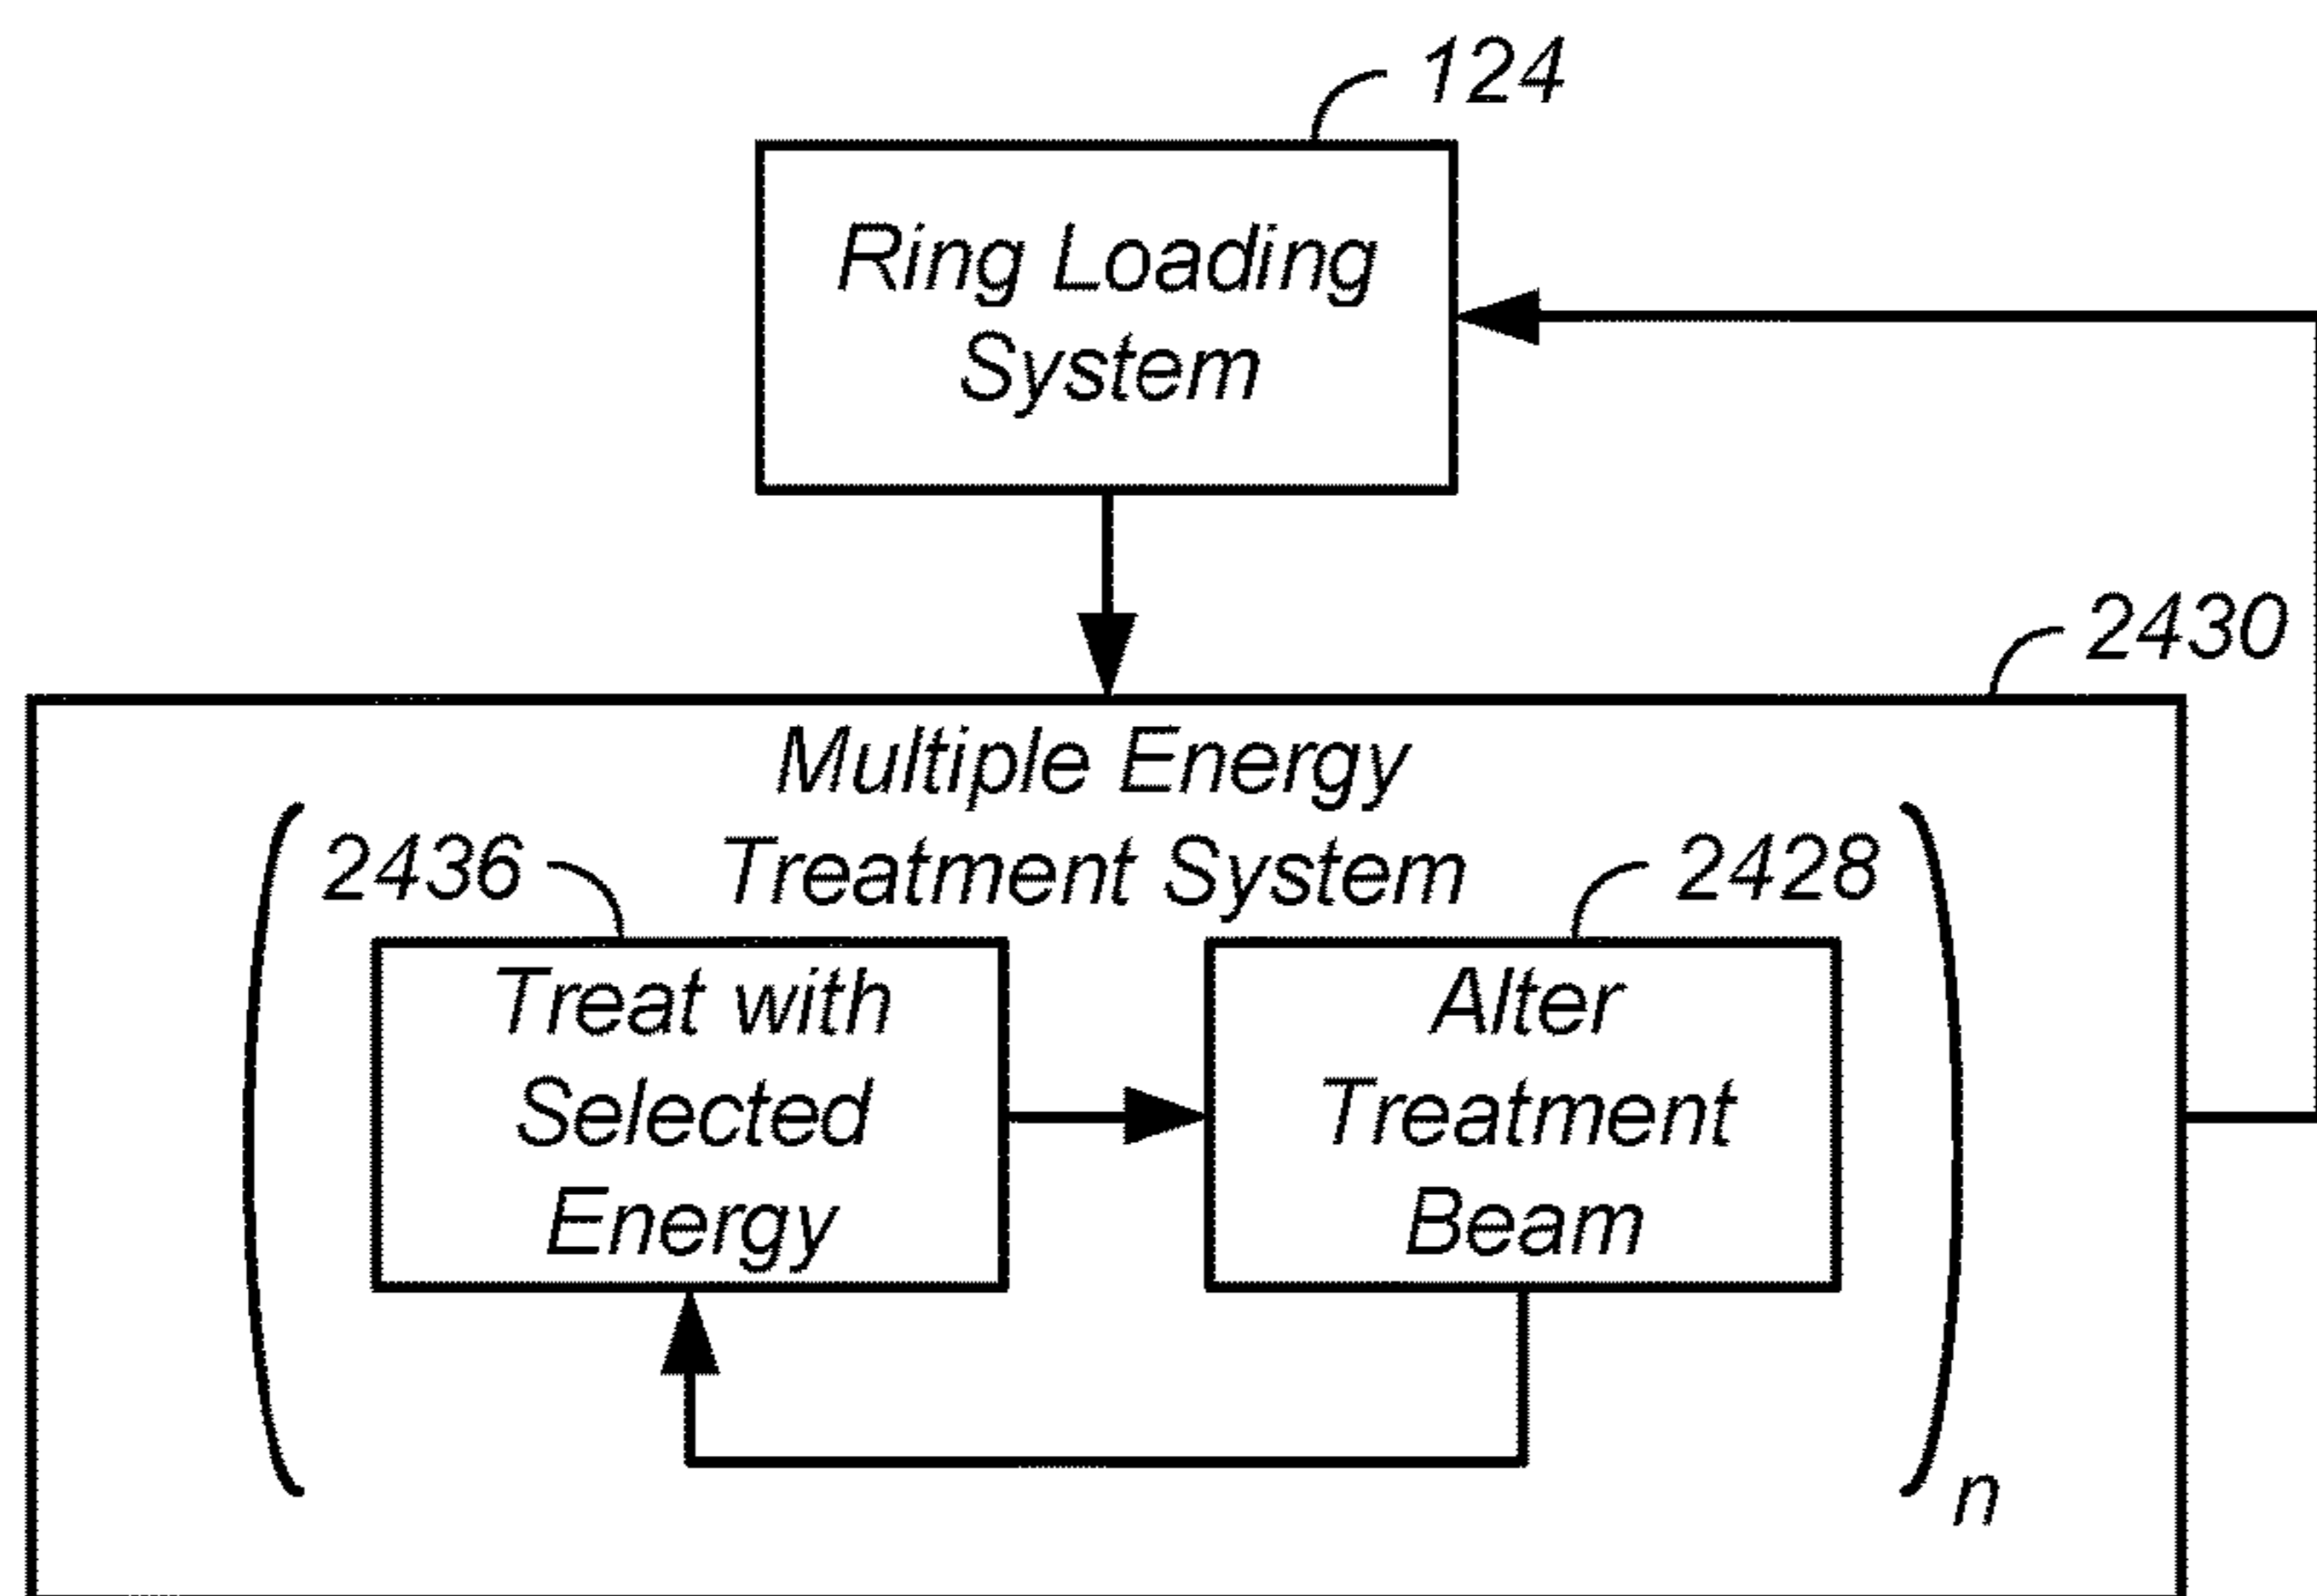 124
Ring Loading
System
2430
Multiple Energy
Treatment System
2436
2428
Treat with
Selected
Energy
Alter
Treatment
Beam
n